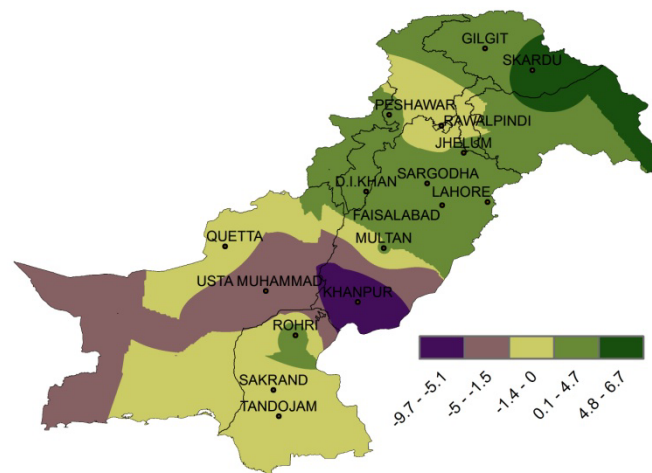 GILGIT
SKARDU
PESHAWAR
RAWALPINDI
JHELUM
SARGODHA
D.I.KHAN
LAHORE
FAISALABAD
MULTAN
QUETTA
USTA MUHAMMAD
KHANPUR
ROHRI
SAKRAND
TANDOJAM
-9.7 - -5.1
-5 - -1.5
-1.4 - 0
0.1 - 4.7
4.8 - 6.7